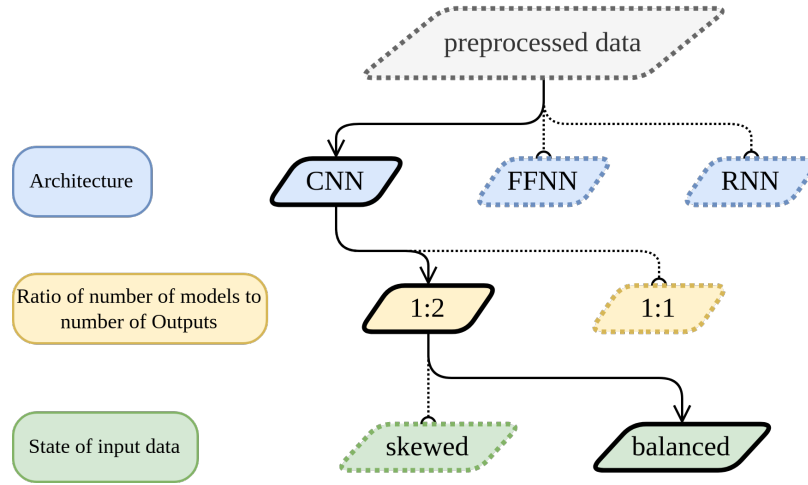 preprocessed data
Architecture
CNN
FFNN
RNN
Ratio of number of models to
number of Outputs
1:2
1:1
State of input data
skewed
balanced